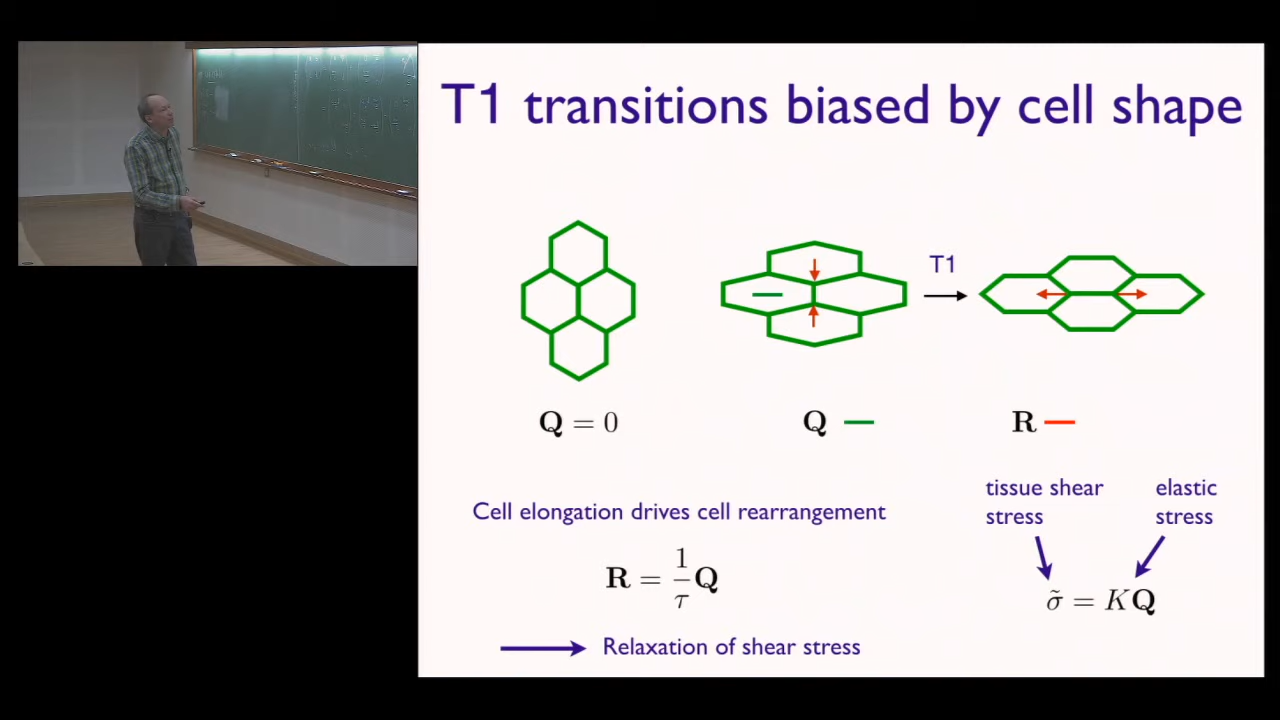 T1 transitions biased by cell shape
T1
Q = 0
Q
R
Cell elongation drives cell rearrangement
R = 1/τ Q
Relaxation of shear stress
tissue shear
stress
elastic
stress
σ̃ = KQ